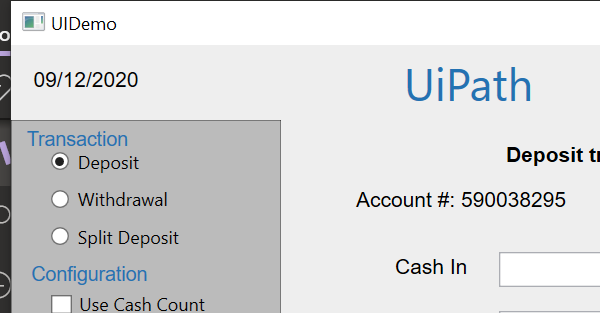 UIDemo
09/12/2020
UiPath
Transaction
Deposit
Withdrawal
Split Deposit
Configuration
Use Cash Count
Deposit
Account #: 590038295
Cash In